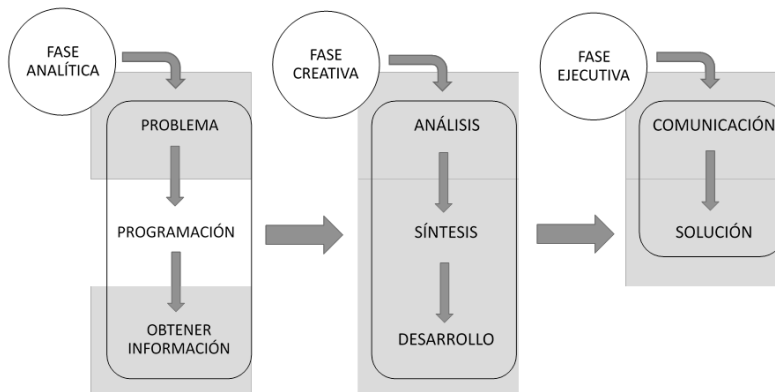 FASE
ANALÍTICA
PROBLEMA
PROGRAMACIÓN
OBTENER
INFORMACIÓN
FASE
CREATIVA
ANÁLISIS
SÍNTESIS
DESARROLLO
FASE
EJECUTIVA
COMUNICACIÓN
SOLUCIÓN